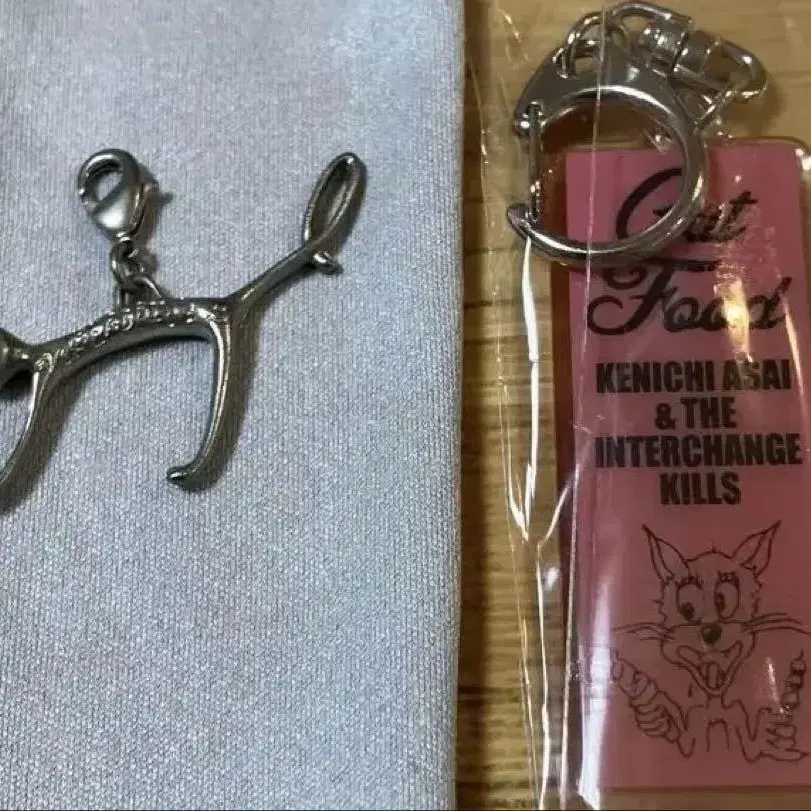 Cat
Food
KENICHI ASAI
& THE
INTERCHANGE
KILLS